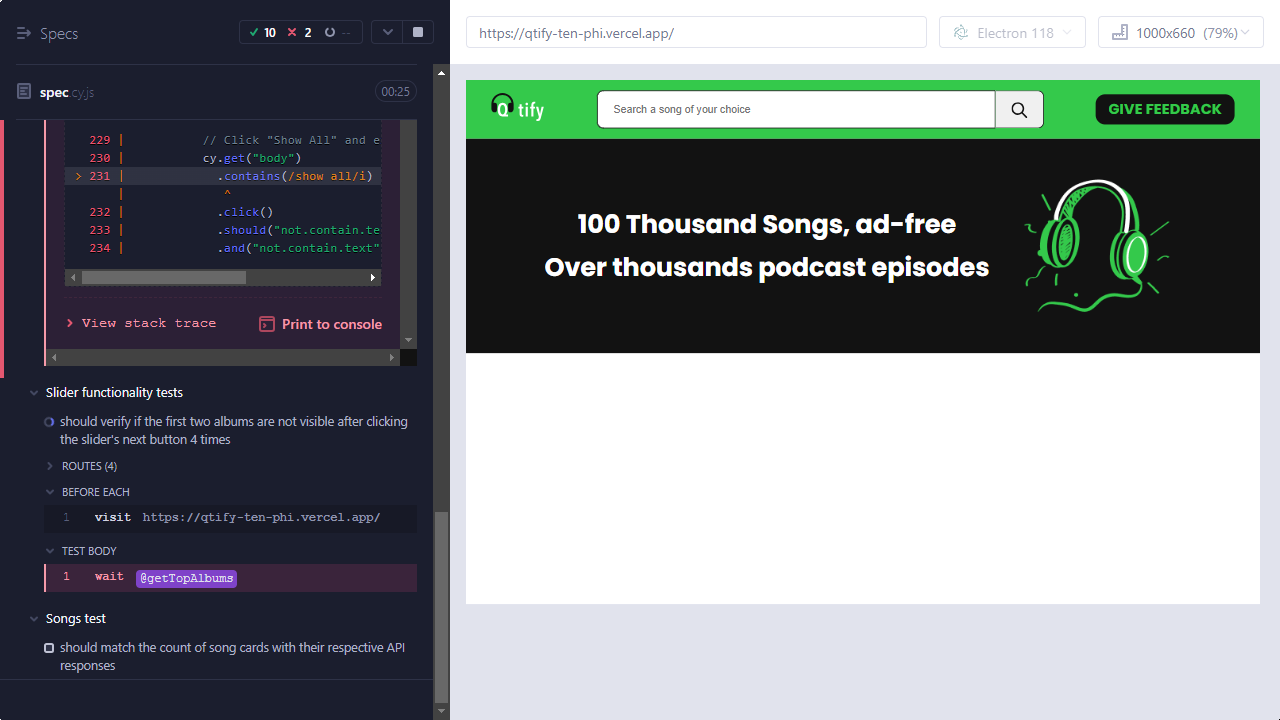 Specs
10 2 --
spec.cy.js
00:25
229 | // Click "Show All" and e
230 | cy.get("body")
> 231 | .contains(/show all/i)
| ^
232 | .click()
233 | .should("not.contain.te
234 | .and("not.contain.text"
> View stack trace
Print to console
Slider functionality tests
should verify if the first two albums are not visible after clicking
the slider's next button 4 times
ROUTES (4)
BEFORE EACH
1 visit https://qtify-ten-phi.vercel.app/
TEST BODY
1 wait @getTopAlbums
Songs test
should match the count of song cards with their respective API
responses
https://qtify-ten-phi.vercel.app/
Electron 118
1000x660 (79%)
Qtify
Search a song of your choice
GIVE FEEDBACK
100 Thousand Songs, ad-free
Over thousands podcast episodes